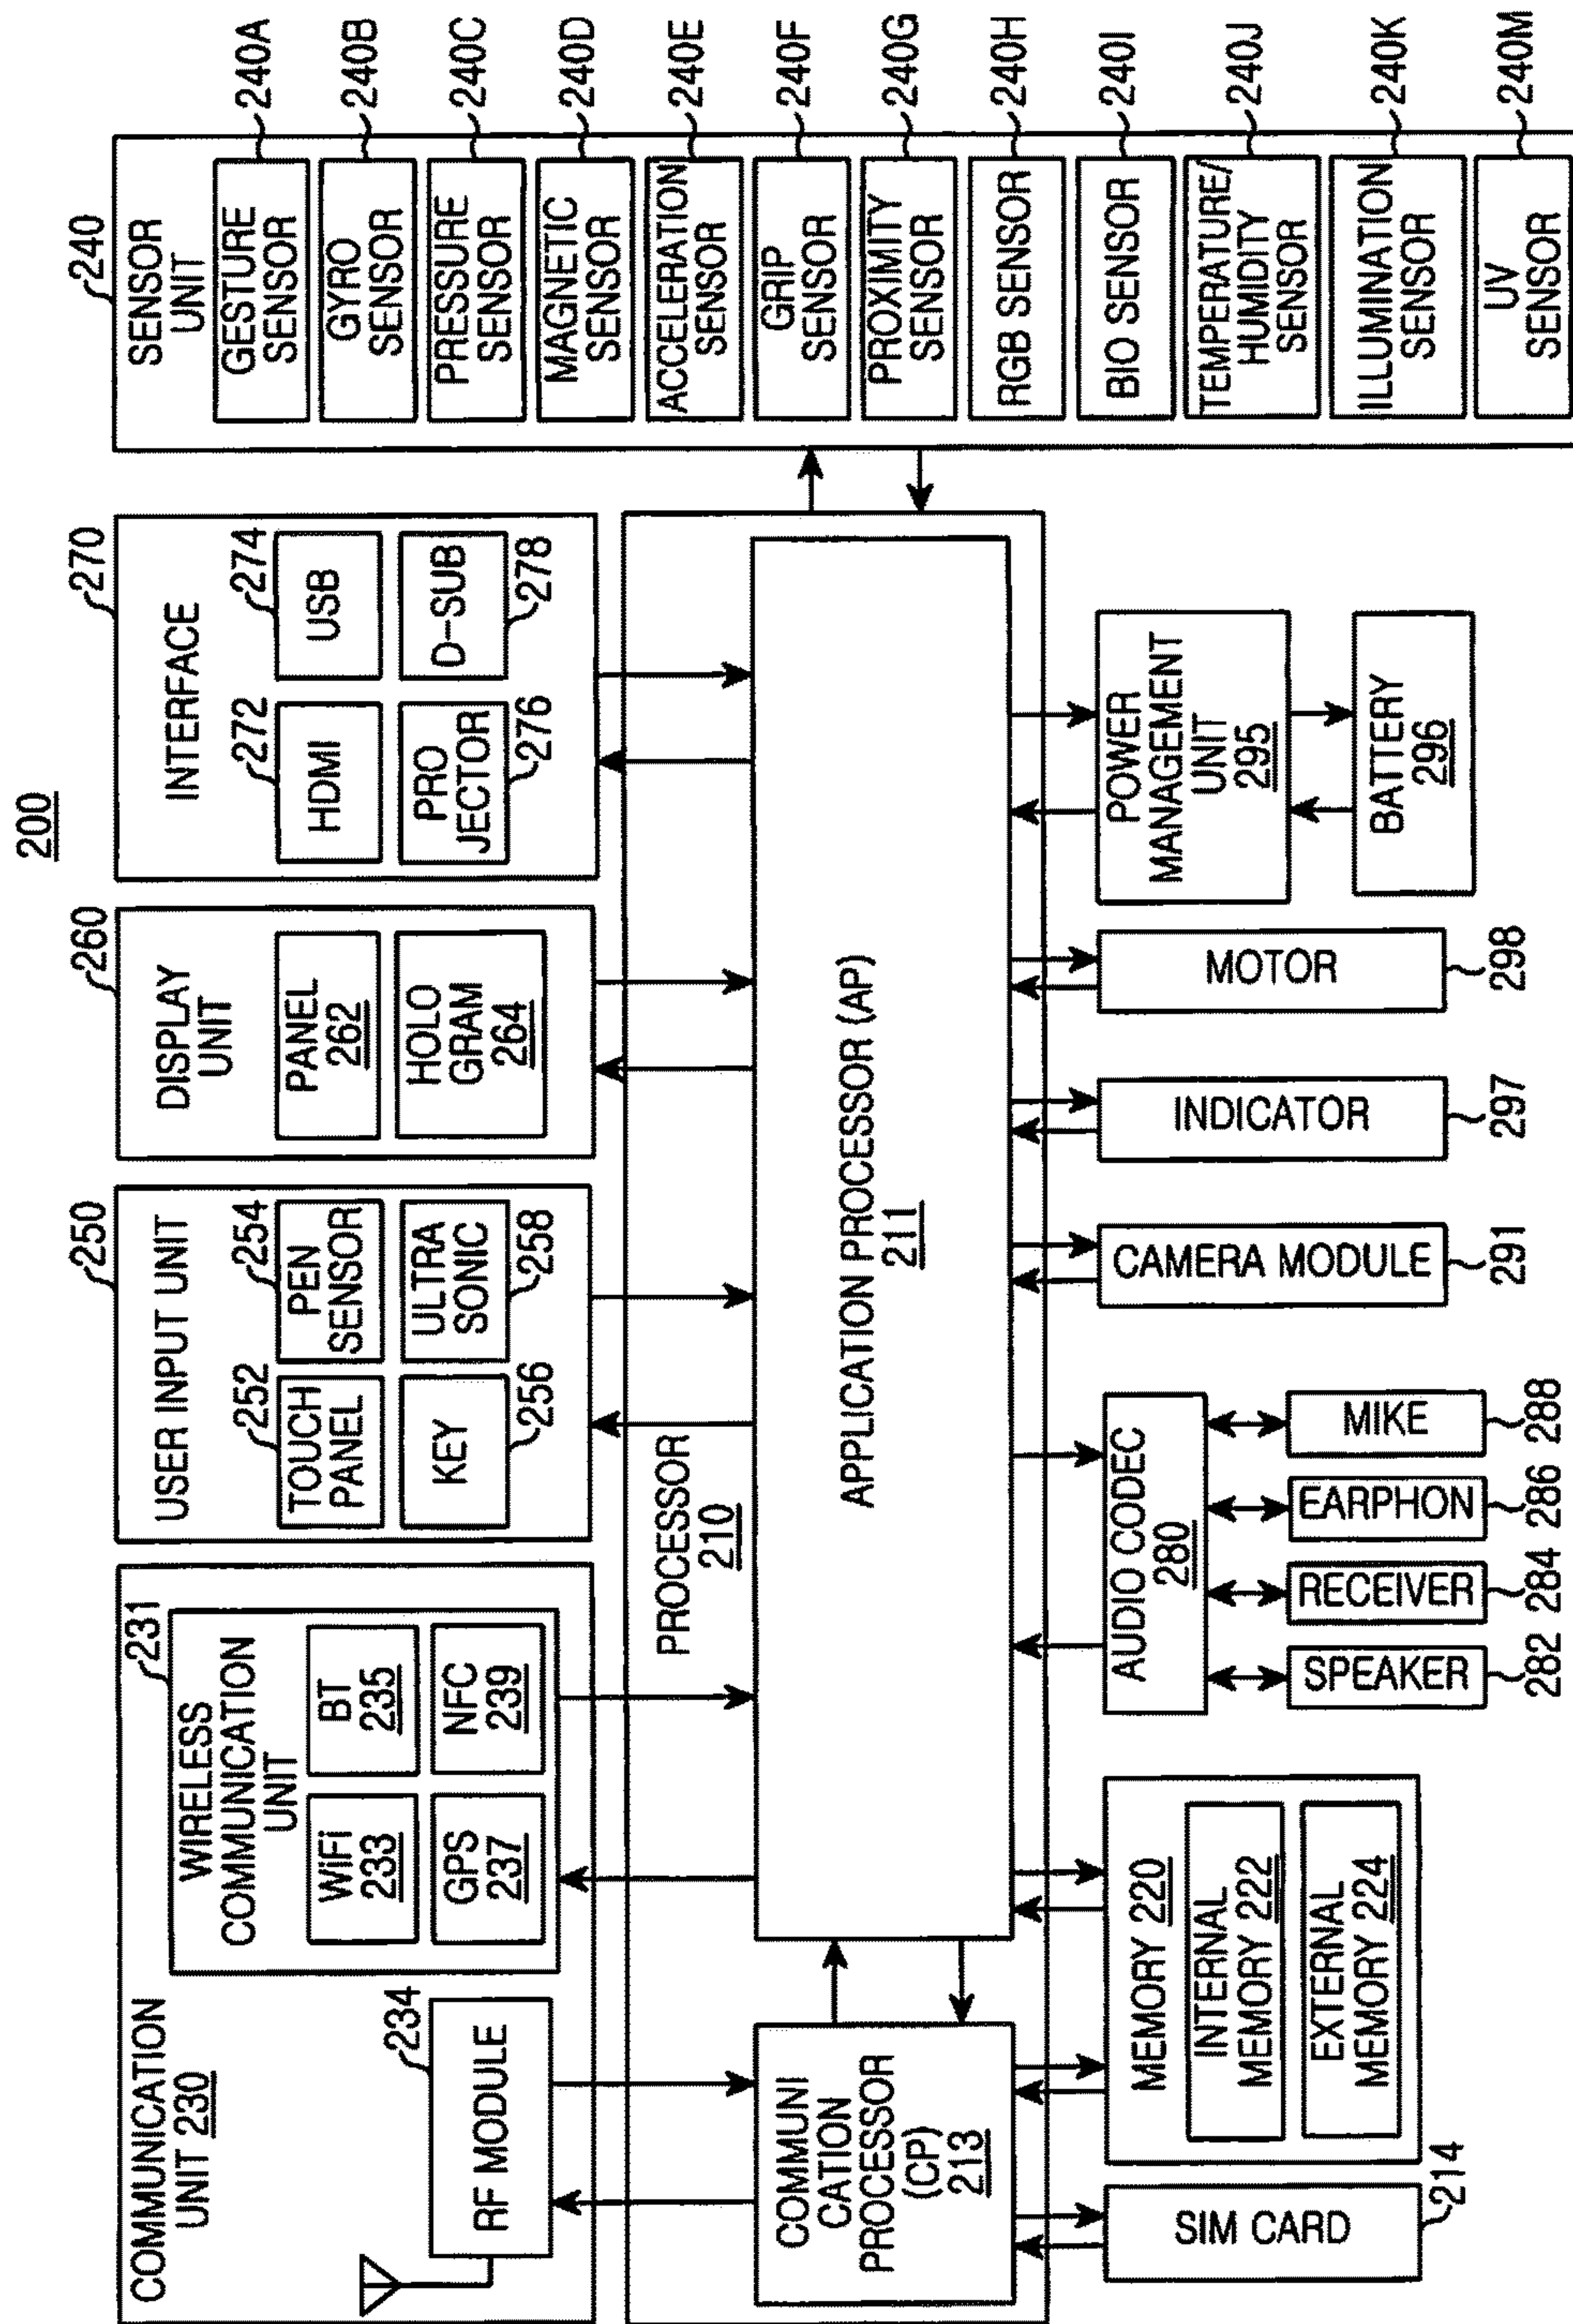 200
COMMUNICATION
UNIT 230
231
WIRELESS
COMMUNICATION
UNIT
WiFi
233
BT
235
GPS
237
NFC
239
234
RF MODULE
250
USER INPUT UNIT
252
TOUCH
PANEL
254
PEN
SENSOR
KEY
256
ULTRA
SONIC
258
260
DISPLAY
UNIT
PANEL
262
HOLO
GRAM
264
270
INTERFACE
272
HDMI
274
USB
PRO
JECTOR
276
D-SUB
278
240
SENSOR
UNIT
GESTURE
SENSOR
240A
GYRO
SENSOR
240B
PRESSURE
SENSOR
240C
MAGNETIC
SENSOR
240D
ACCELERATION
SENSOR
240E
GRIP
SENSOR
240F
PROXIMITY
SENSOR
240G
RGB SENSOR
240H
BIO SENSOR
240I
TEMPERATURE/
HUMIDITY
SENSOR
240J
ILLUMINATION
SENSOR
240K
UV
SENSOR
240M
PROCESSOR
210
COMMUNI
CATION
PROCESSOR
(CP)
213
APPLICATION PROCESSOR (AP)
211
SIM CARD
214
MEMORY 220
INTERNAL
MEMORY 222
EXTERNAL
MEMORY 224
AUDIO CODEC
280
SPEAKER
282
RECEIVER
284
EARPHON
286
MIKE
288
CAMERA MODULE
291
INDICATOR
297
MOTOR
298
POWER
MANAGEMENT
UNIT
295
BATTERY
296